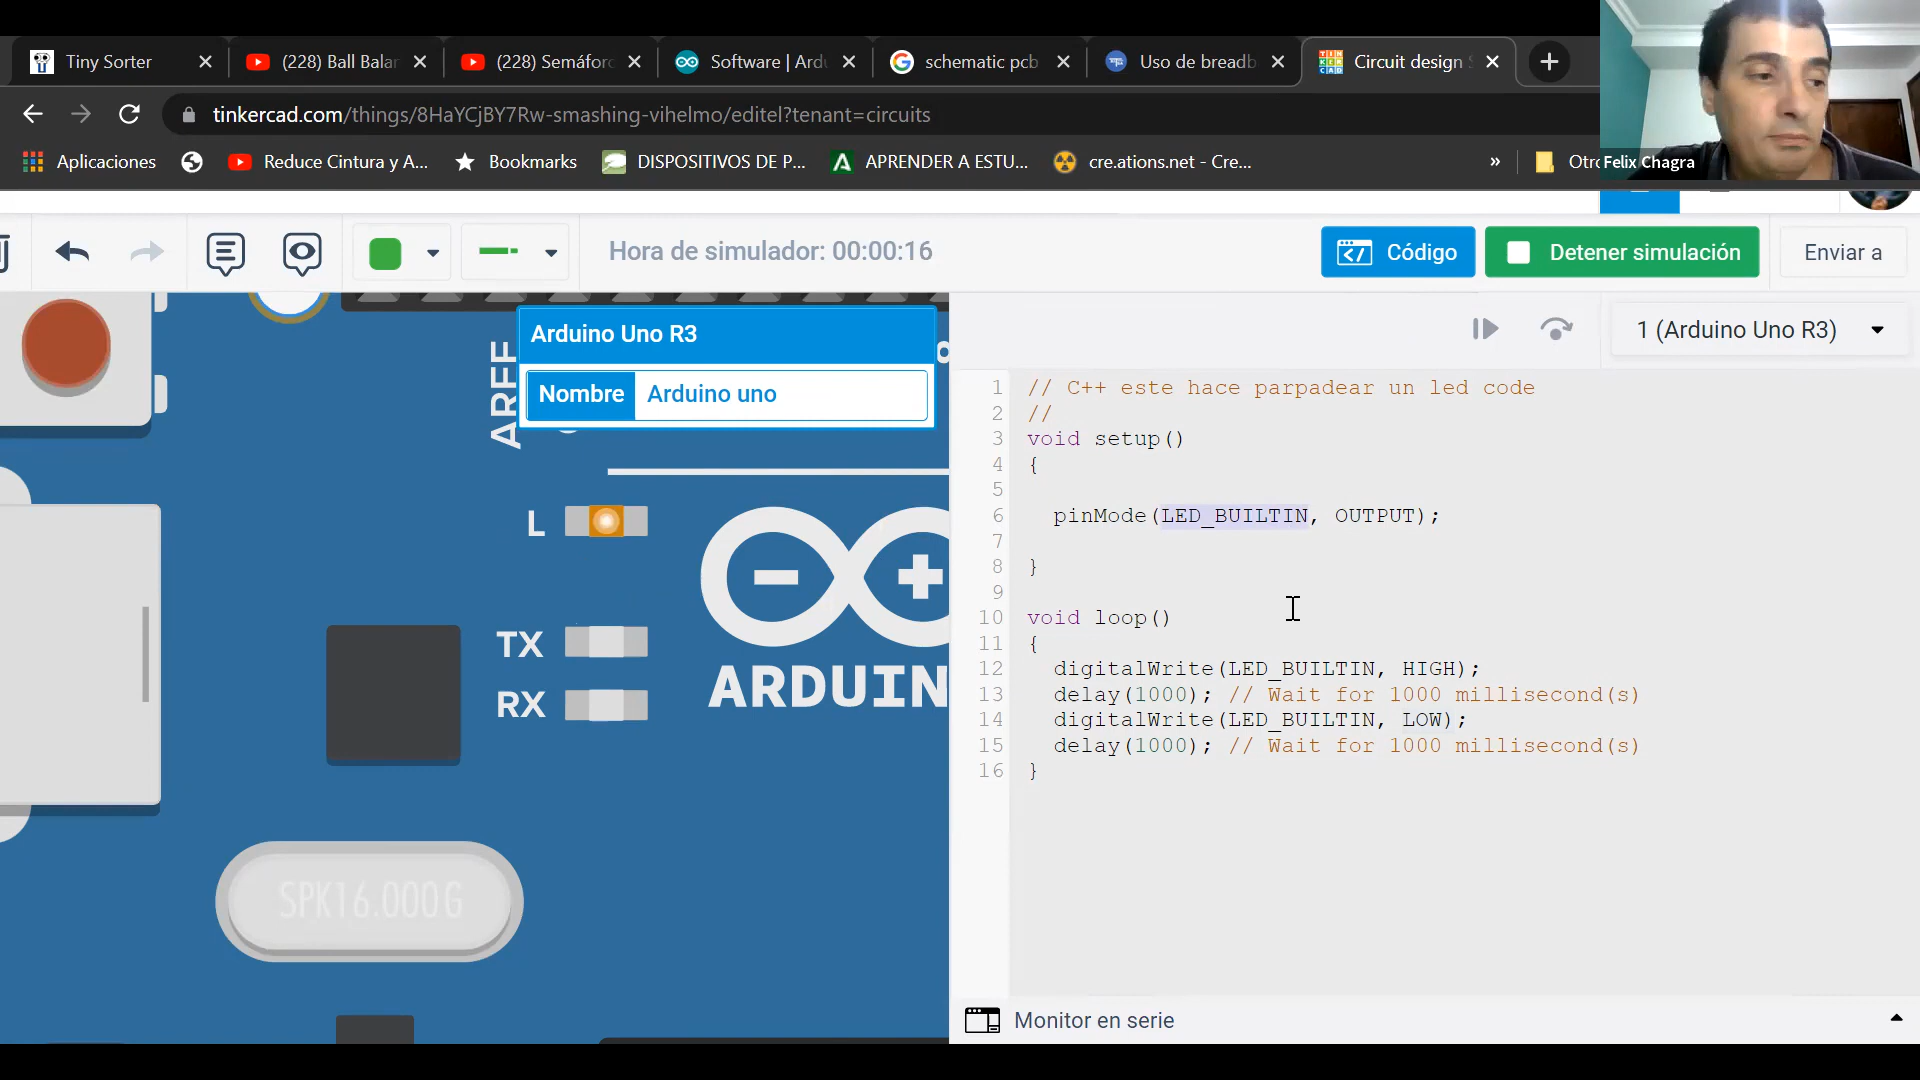 Tiny Sorter
(228) Ball Balan
(228) Semáforo
Software | Ardu
schematic pcb
Uso de breadb
Circuit design S
tinkercad.com/things/8HaYCjBY7Rw-smashing-vihelmo/editel?tenant=circuits
Aplicaciones
Reduce Cintura y A...
Bookmarks
DISPOSITIVOS DE P...
APRENDER A ESTU...
cre.ations.net - Cre...
»
Otro
Felix Chagra
Hora de simulador: 00:00:16
Código
Detener simulación
Enviar a
Arduino Uno R3
Nombre
Arduino uno
1 (Arduino Uno R3)
AREF
L
TX
RX
ARDUIN
SPK16.000G
1 // C++ este hace parpadear un led code
2 //
3 void setup()
4 {
5
6 pinMode(LED_BUILTIN, OUTPUT);
7
8 }
9
10 void loop()
11 {
12 digitalWrite(LED_BUILTIN, HIGH);
13 delay(1000); // Wait for 1000 millisecond(s)
14 digitalWrite(LED_BUILTIN, LOW);
15 delay(1000); // Wait for 1000 millisecond(s)
16 }
Monitor en serie